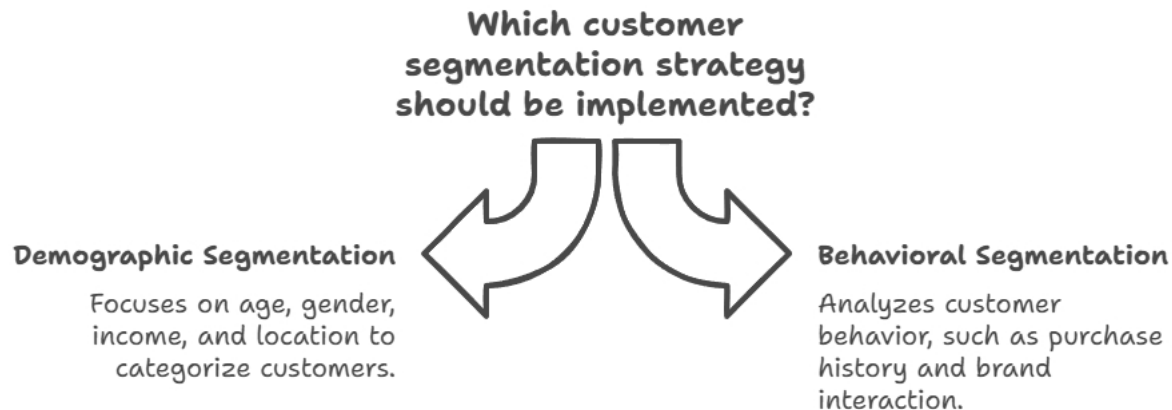 Which customer
segmentation strategy
should be implemented?
Demographic Segmentation
Focuses on age, gender,
income, and location to
categorize customers.
Behavioral Segmentation
Analyzes customer
behavior, such as purchase
history and brand
interaction.